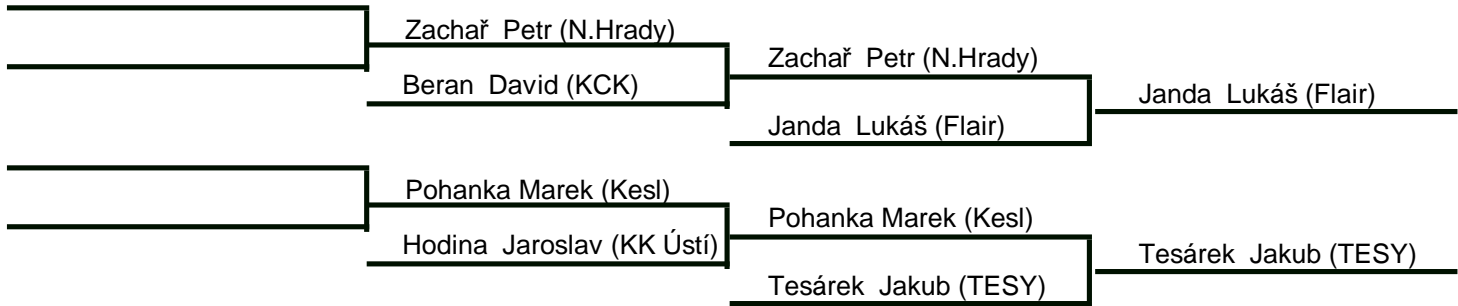 Zachař Petr (N.Hrady)
Beran David (KCK)
Zachař Petr (N.Hrady)
Janda Lukáš (Flair)
Janda Lukáš (Flair)
Pohanka Marek (Kesl)
Hodina Jaroslav (KK Ústí)
Pohanka Marek (Kesl)
Tesárek Jakub (TESY)
Tesárek Jakub (TESY)